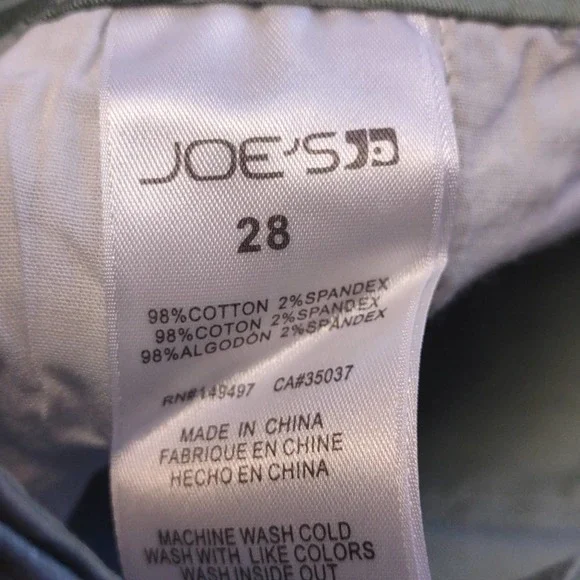 JOE'S
28
98%COTTON 2%SPANDEX
98%COTON 2%SPANDEX
98%ALGODÓN 2%SPANDEX
RN#149497 CA#35037
MADE IN CHINA
FABRIQUE EN CHINE
HECHO EN CHINA
MACHINE WASH COLD
WASH WITH LIKE COLORS
WASH INSIDE OUT